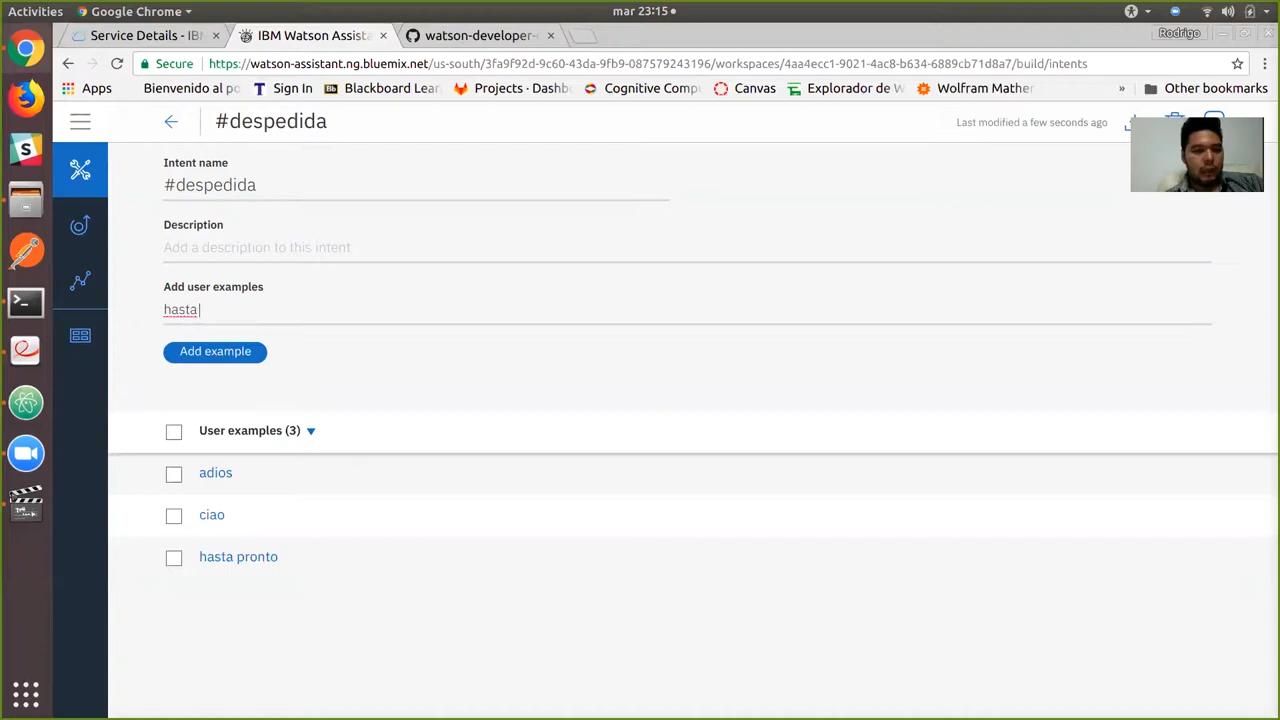 Activities
Google Chrome
mar 23:15
Service Details - IBM
IBM Watson Assista
watson-developer-
Rodrigo
Secure
https://watson-assistant.ng.bluemix.net/us-south/3fa9f92d-9c60-43da-9fb9-087579243196/workspaces/4aa4ecc1-9021-4ac8-b634-6889cb71d8a7/build/intents
Apps
Bienvenido al po
Sign In
Blackboard Lear
Projects · Dashb
Cognitive Comp
Canvas
Explorador de W
Wolfram Mather
»
Other bookmarks
#despedida
Last modified a few seconds ago
Intent name
#despedida
Description
Add a description to this intent
Add user examples
hasta
Add example
User examples (3)
adios
ciao
hasta pronto